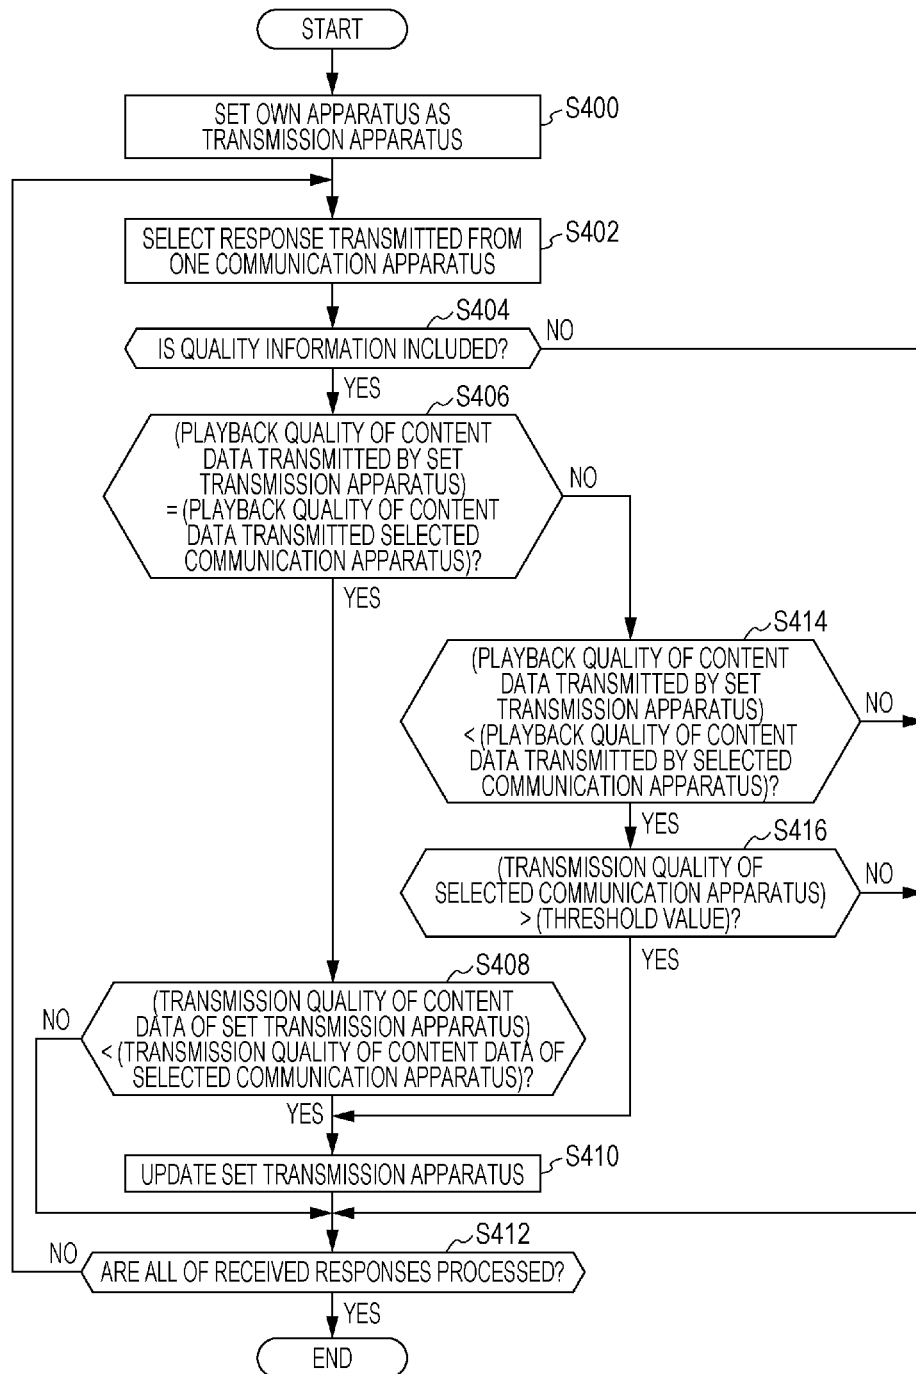 START
SET OWN APPARATUS AS
TRANSMISSION APPARATUS
S400
SELECT RESPONSE TRANSMITTED FROM
ONE COMMUNICATION APPARATUS
S402
S404
IS QUALITY INFORMATION INCLUDED?
NO
YES
S406
(PLAYBACK QUALITY OF CONTENT
DATA TRANSMITTED BY SET
TRANSMISSION APPARATUS)
= (PLAYBACK QUALITY OF CONTENT
DATA TRANSMITTED SELECTED
COMMUNICATION APPARATUS)?
NO
YES
S414
(PLAYBACK QUALITY OF CONTENT
DATA TRANSMITTED BY SET
TRANSMISSION APPARATUS)
< (PLAYBACK QUALITY OF CONTENT
DATA TRANSMITTED BY SELECTED
COMMUNICATION APPARATUS)?
NO
YES
S416
(TRANSMISSION QUALITY OF
SELECTED COMMUNICATION APPARATUS)
> (THRESHOLD VALUE)?
NO
YES
S408
(TRANSMISSION QUALITY OF CONTENT
DATA OF SET TRANSMISSION APPARATUS)
< (TRANSMISSION QUALITY OF CONTENT DATA OF
SELECTED COMMUNICATION APPARATUS)?
NO
YES
S410
UPDATE SET TRANSMISSION APPARATUS
S412
ARE ALL OF RECEIVED RESPONSES PROCESSED?
NO
YES
END